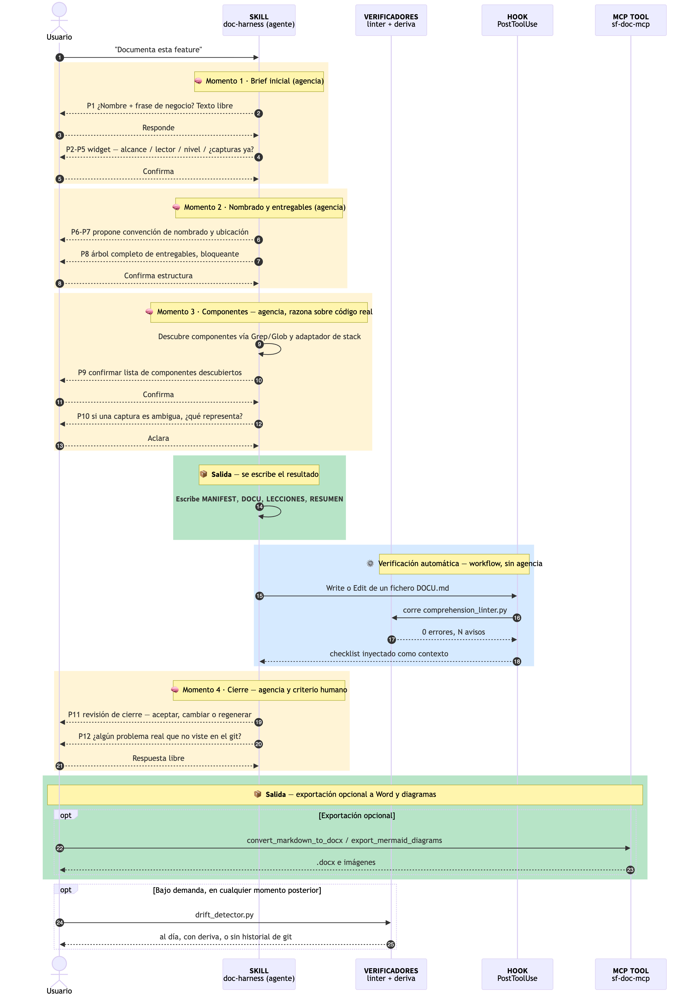 Usuario
SKILL
doc-harness (agente)
VERIFICADORES
linter + deriva
HOOK
PostToolUse
MCP TOOL
sf-doc-mcp
"Documenta esta feature"
1
🧠 Momento 1 · Brief inicial (agencia)
P1 ¿Nombre + frase de negocio? Texto libre
2
Responde
3
P2-P5 widget — alcance / lector / nivel / ¿capturas ya?
4
Confirma
5
🧠 Momento 2 · Nombrado y entregables (agencia)
P6-P7 propone convención de nombrado y ubicación
6
P8 árbol completo de entregables, bloqueante
7
Confirma estructura
8
🧠 Momento 3 · Componentes — agencia, razona sobre código real
Descubre componentes vía Grep/Glob y adaptador de stack
9
P9 confirmar lista de componentes descubiertos
10
Confirma
11
P10 si una captura es ambigua, ¿qué representa?
12
Aclara
13
📦 Salida — se escribe el resultado
Escribe MANIFEST, DOCU, LECCIONES, RESUMEN
14
⚙️ Verificación automática — workflow, sin agencia
Write o Edit de un fichero DOCU.md
15
corre comprehension_linter.py
16
0 errores, N avisos
17
checklist inyectado como contexto
18
🧠 Momento 4 · Cierre — agencia y criterio humano
P11 revisión de cierre — aceptar, cambiar o regenerar
19
P12 ¿algún problema real que no viste en el git?
20
Respuesta libre
21
📦 Salida — exportación opcional a Word y diagramas
opt
[Exportación opcional]
convert_markdown_to_docx / export_mermaid_diagrams
22
.docx e imágenes
23
opt
[Bajo demanda, en cualquier momento posterior]
drift_detector.py
24
al día, con deriva, o sin historial de git
25
Usuario
SKILL
doc-harness (agente)
VERIFICADORES
linter + deriva
HOOK
PostToolUse
MCP TOOL
sf-doc-mcp